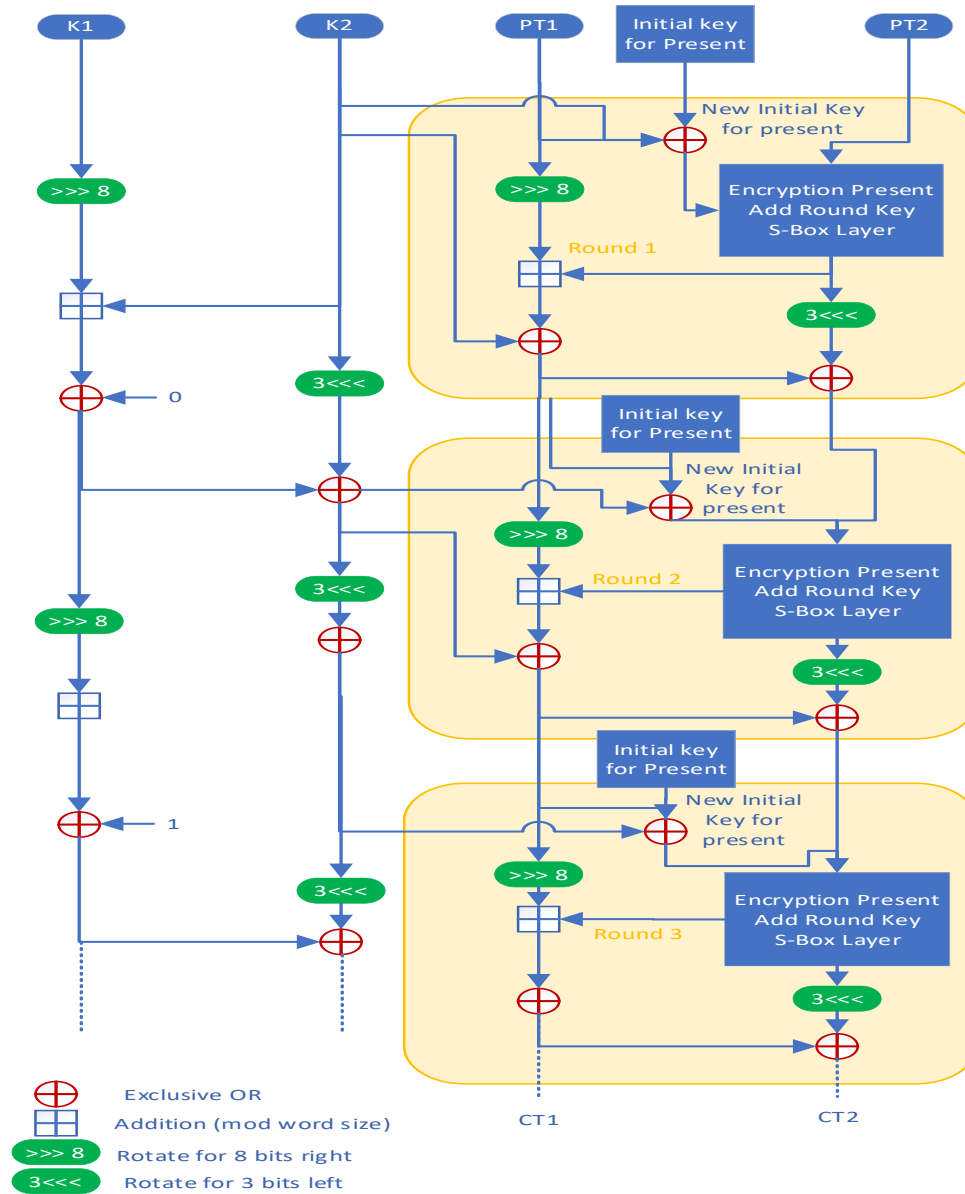 K1
K2
PT1
Initial key
for Present
PT2
New Initial Key
for present
>>> 8
>>> 8
Encryption Present
Add Round Key
S-Box Layer
Round 1
3<<<
3<<<
0
Initial key
for Present
New Initial
Key for
present
>>> 8
Encryption Present
Add Round Key
S-Box Layer
Round 2
3<<<
>>> 8
3<<<
Initial key
for Present
New Initial
Key for
present
1
>>> 8
3<<<
Encryption Present
Add Round Key
S-Box Layer
Round 3
3<<<
Exclusive OR
CT1
CT2
Addition (mod word size)
>>> 8
Rotate for 8 bits right
3<<<
Rotate for 3 bits left